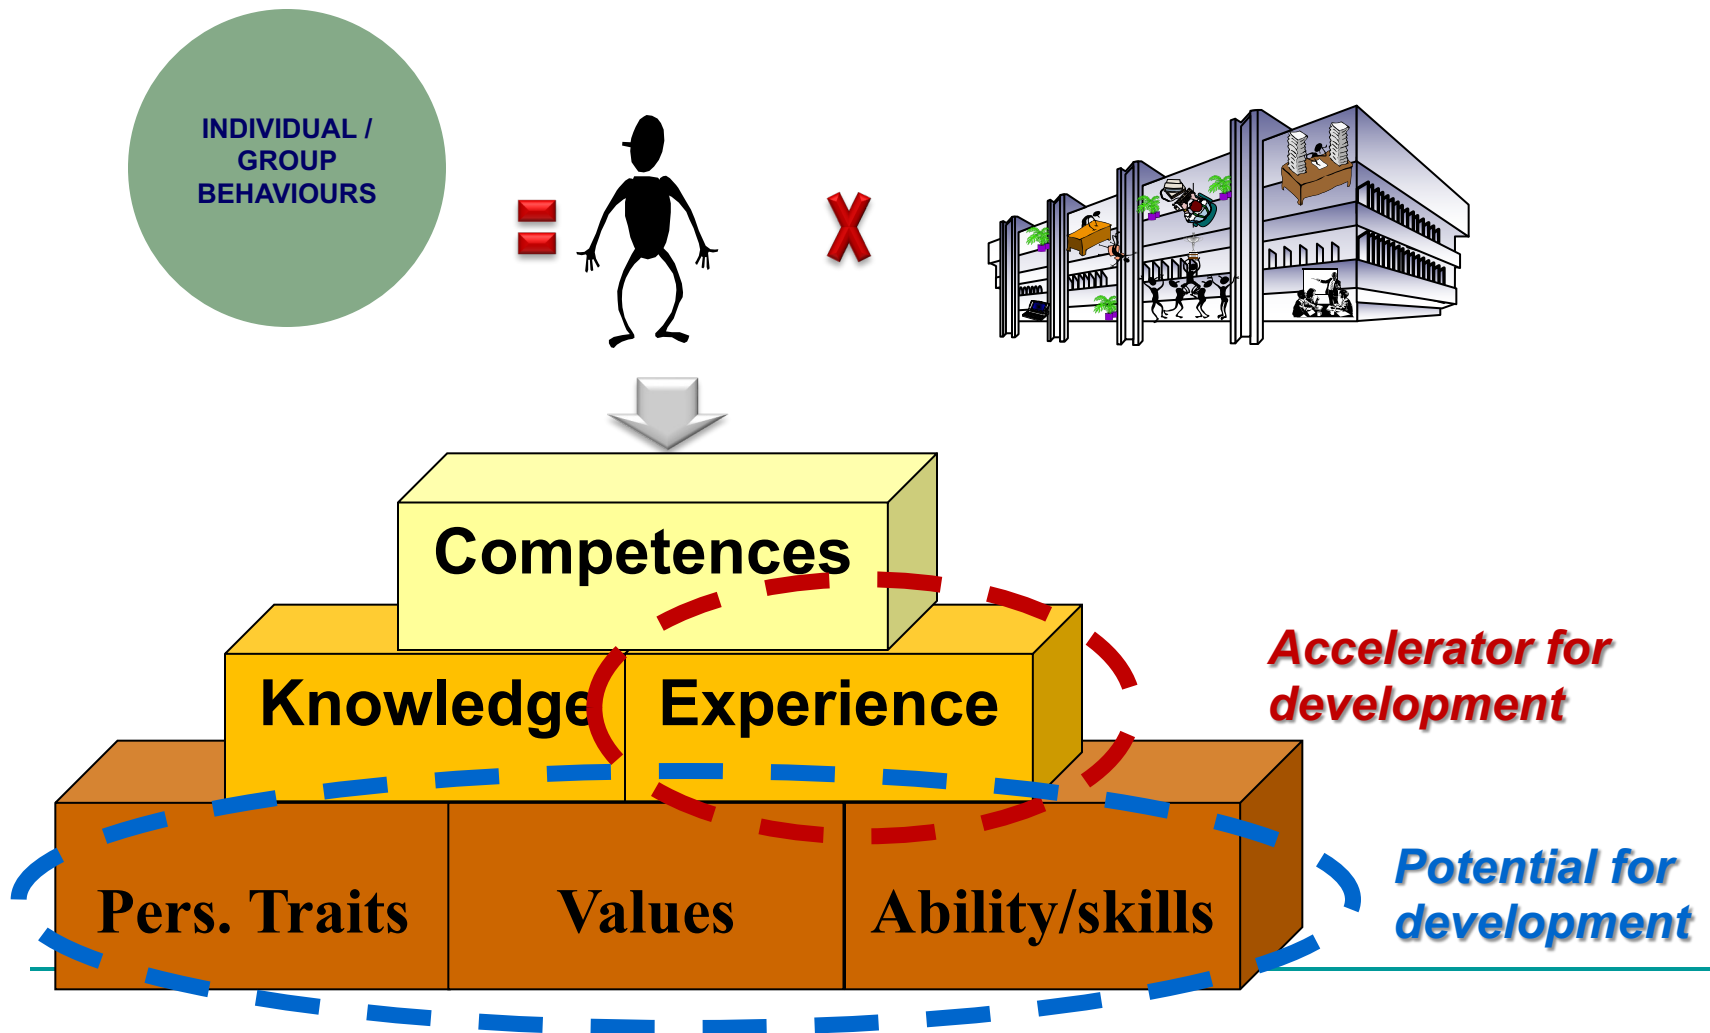 INDIVIDUAL /
GROUP
BEHAVIOURS
Competences
Knowledge
Experience
Accelerator for
development
Pers. Traits
Values
Ability/skills
Potential for
development